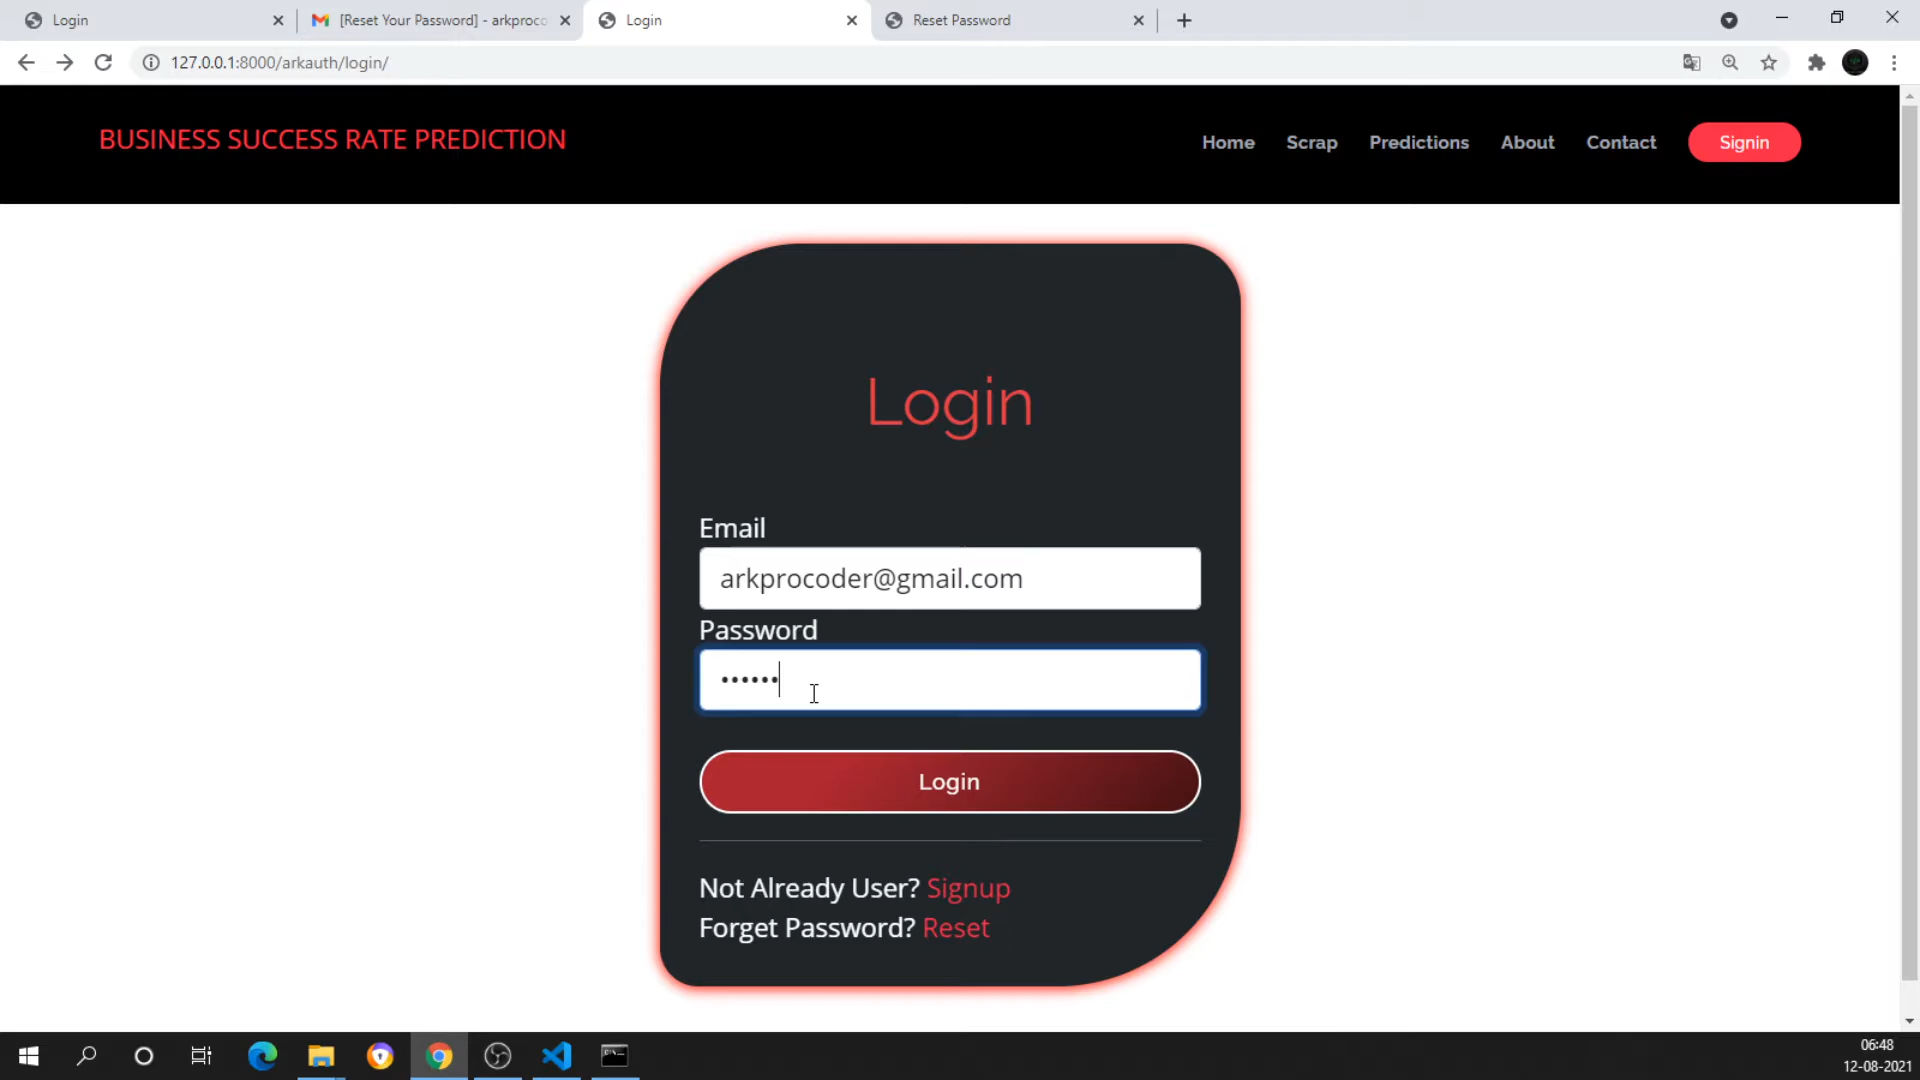 Login
[Reset Your Password] - arkproco
Login
Reset Password
127.0.0.1:8000/arkauth/login/
BUSINESS SUCCESS RATE PREDICTION
Home
Scrap
Predictions
About
Contact
Signin
Login
Email
arkprocoder@gmail.com
Password
••••••
Login
Not Already User? Signup
Forget Password? Reset
06:48
12-08-2021